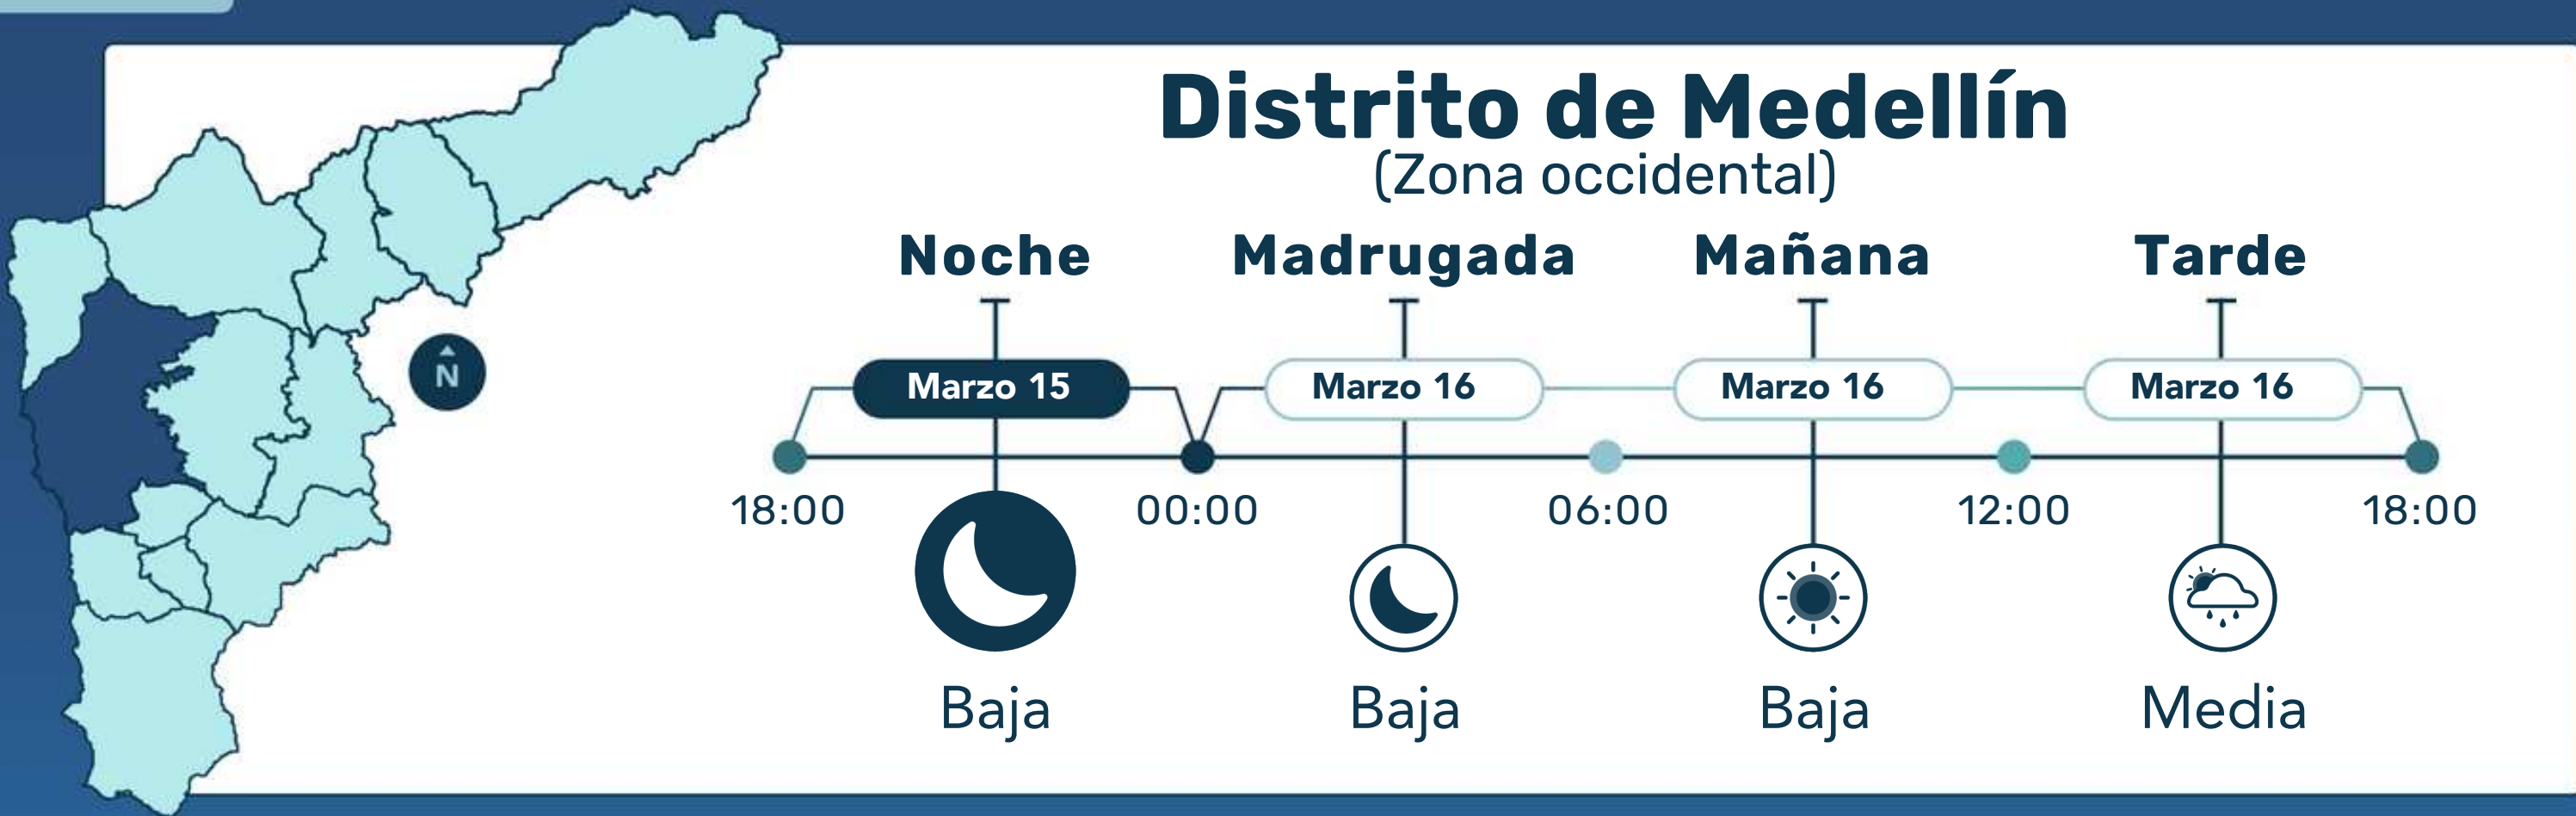 Distrito de Medellín
(Zona occidental)
Noche Madrugada Mañana Tarde
Marzo 15 Marzo 16 Marzo 16 Marzo 16
N
18:00 00:00 06:00 12:00 18:00
Baja Baja Baja Media